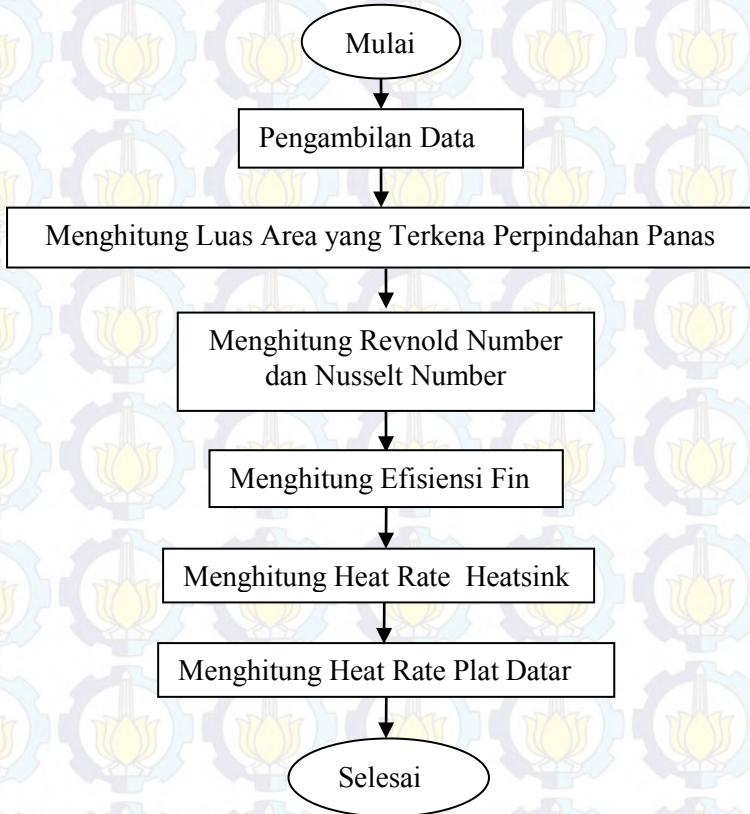 Mulai
Pengambilan Data
Menghitung Luas Area yang Terkena Perpindahan Panas
Menghitung Revnold Number
dan Nusselt Number
Menghitung Efisiensi Fin
Menghitung Heat Rate Heatsink
Menghitung Heat Rate Plat Datar
Selesai